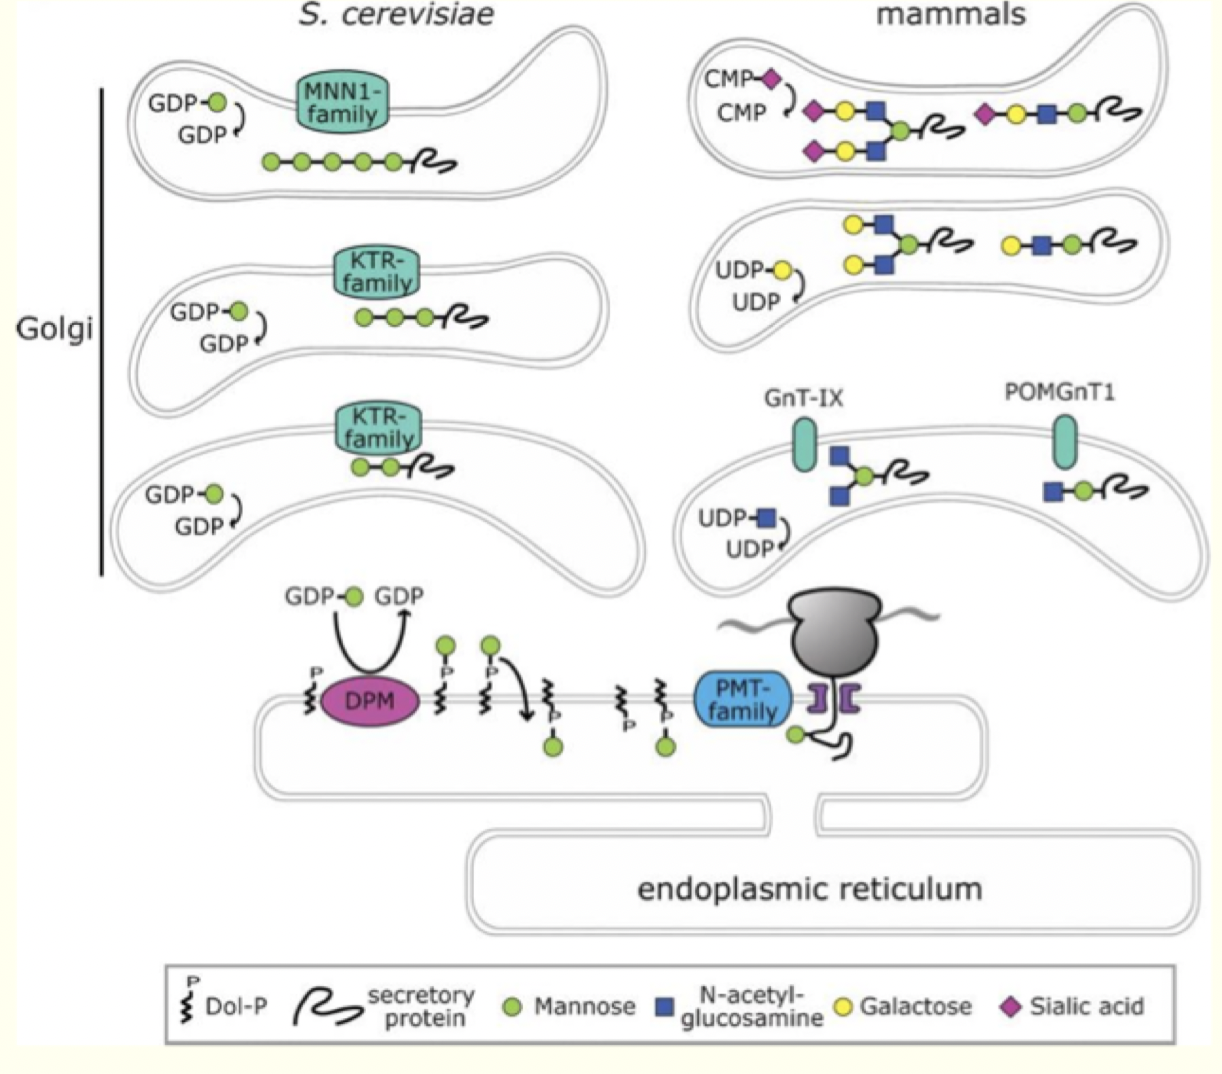 S. cerevisiae
mammals
GDP
GDP
MNN1-
family
CMP
CMP
Golgi
GDP
GDP
KTR-
family
UDP
UDP
GDP
GDP
KTR-
family
GnT-IX
POMGnT1
UDP
UDP
GDP
GDP
P
DPM
P
P
P
P
P
PMT-
family
endoplasmic reticulum
P
Dol-P
secretory
protein
Mannose
N-acetyl-
glucosamine
Galactose
Sialic acid